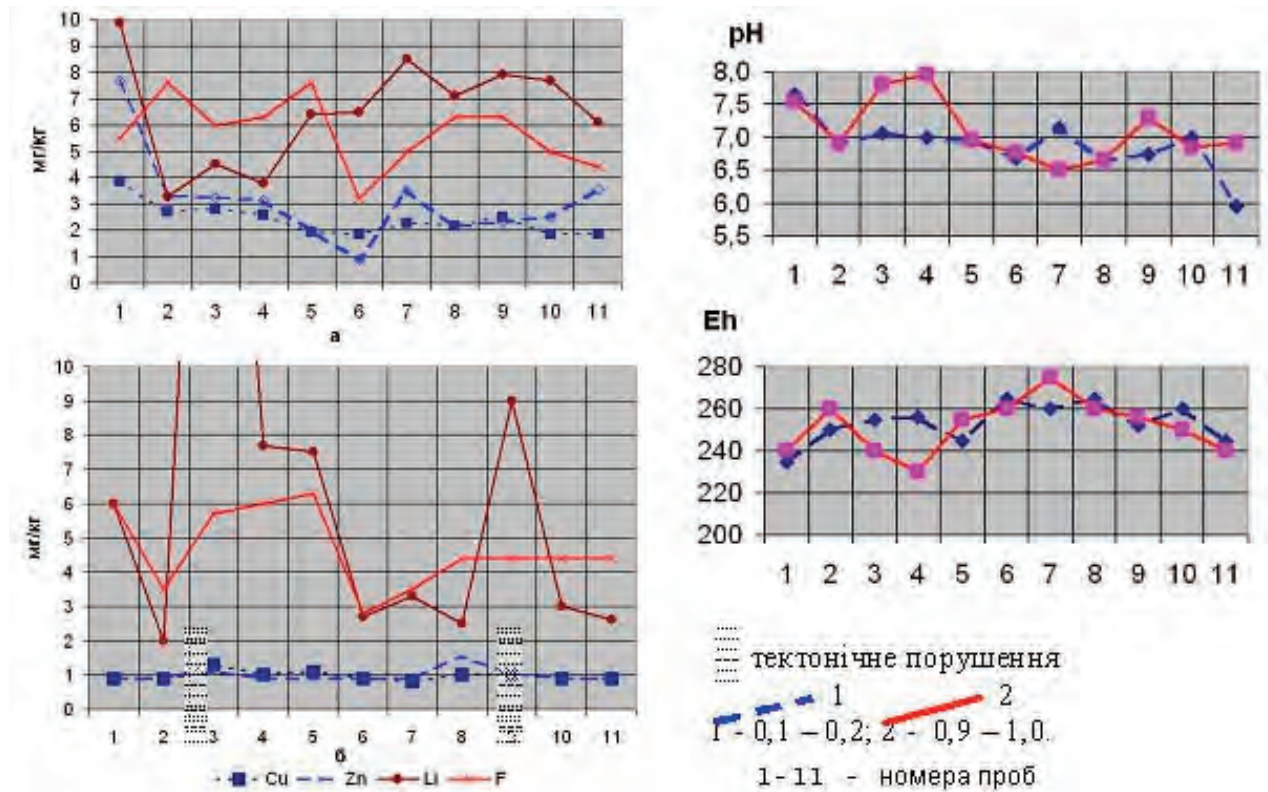 10
9
8
7
6
5
4
3
2
1
0
мг/кг
1 2 3 4 5 6 7 8 9 10 11
а
10
9
8
7
6
5
4
3
2
1
0
мг/кг
1 2 3 4 5 6 7 8 9 10 11
б
Cu Zn Li F
pH
8,0
7,5
7,0
6,5
6,0
5,5
1 2 3 4 5 6 7 8 9 10 11
Eh
280
260
240
220
200
1 2 3 4 5 6 7 8 9 10 11
тектонічне порушення
1 2
1 - 0,1 – 0,2; 2 - 0,9 – 1,0.
1-11 - номера проб